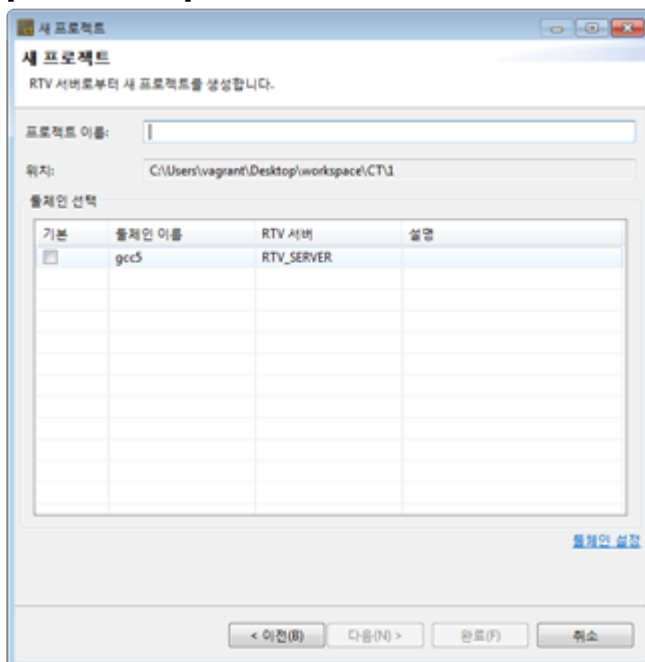 새 프로젝트
새 프로젝트
RTV 서버로부터 새 프로젝트를 생성합니다.
프로젝트 이름:
위치: C:\Users\vagrant\Desktop\workspace\CT\1
툴체인 선택
기본 툴체인 이름 RTV 서버 설명
gcc5 RTV_SERVER
툴체인 설정
< 이전(B) 다음(N) > 완료(F) 취소